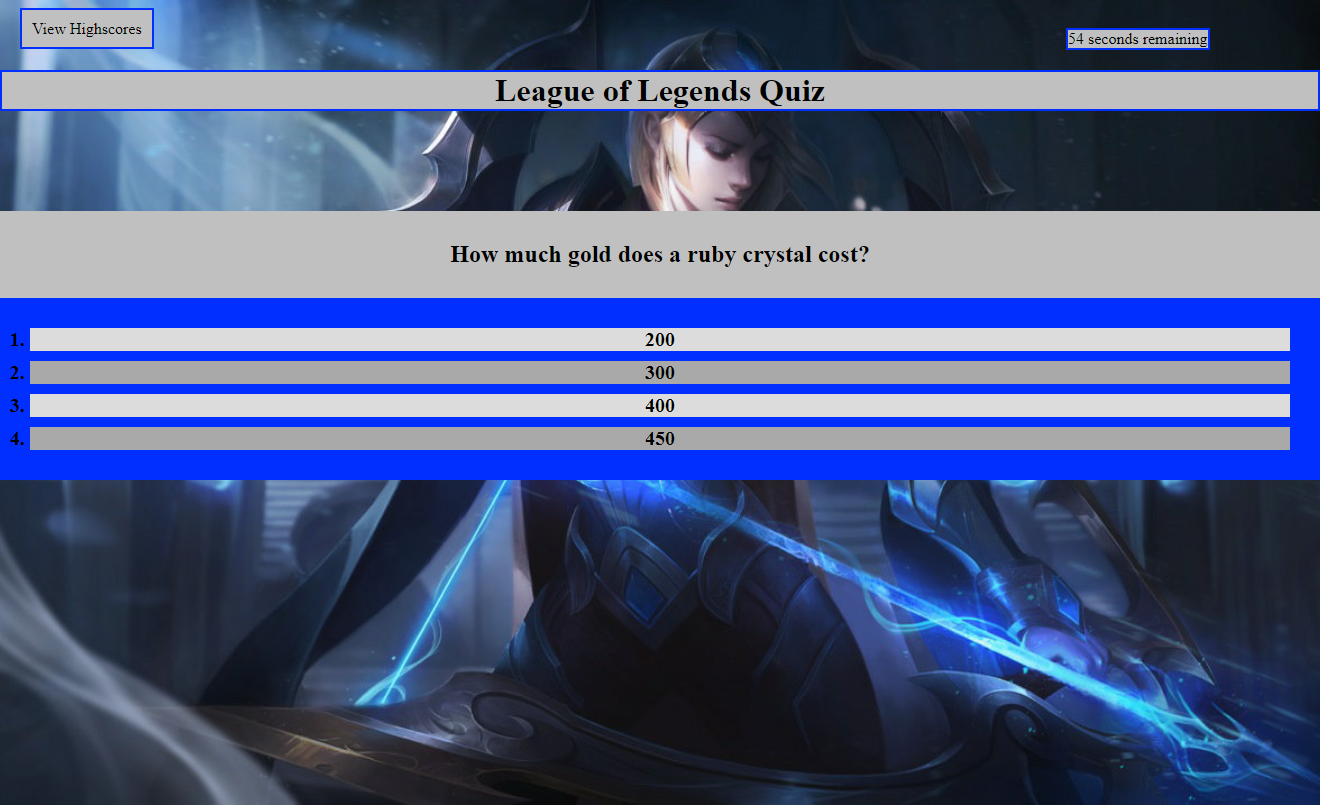 View Highscores
54 seconds remaining
League of Legends Quiz
How much gold does a ruby crystal cost?
1. 200
2. 300
3. 400
4. 450